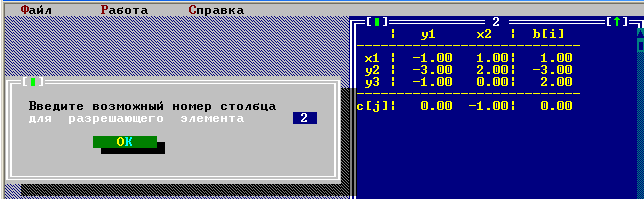 Файл Работа Справка
[▮] 2 [↑]
¦ y1 x2 ¦ b[i]
x1 ¦ -1.00 1.00¦ 1.00
y2 ¦ -3.00 2.00¦ -3.00
y3 ¦ -1.00 0.00¦ 2.00
c[j]¦ 0.00 -1.00¦ 0.00
[▮]
Введите возможный номер столбца
для разрешающего элемента 2
OK